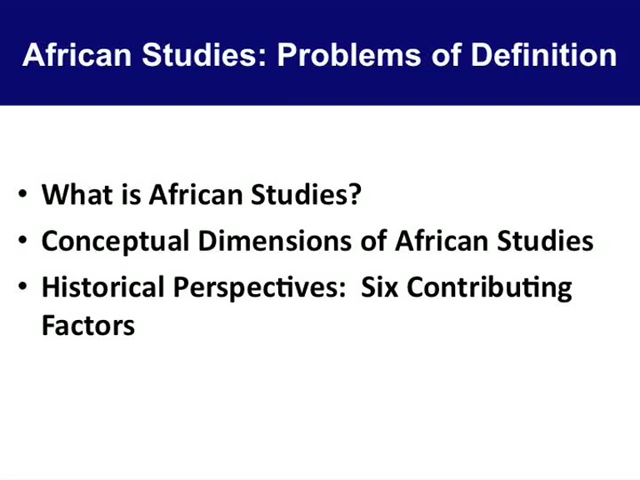 African Studies: Problems of Definition
• What is African Studies?
• Conceptual Dimensions of African Studies
• Historical Perspectives: Six Contributing
Factors